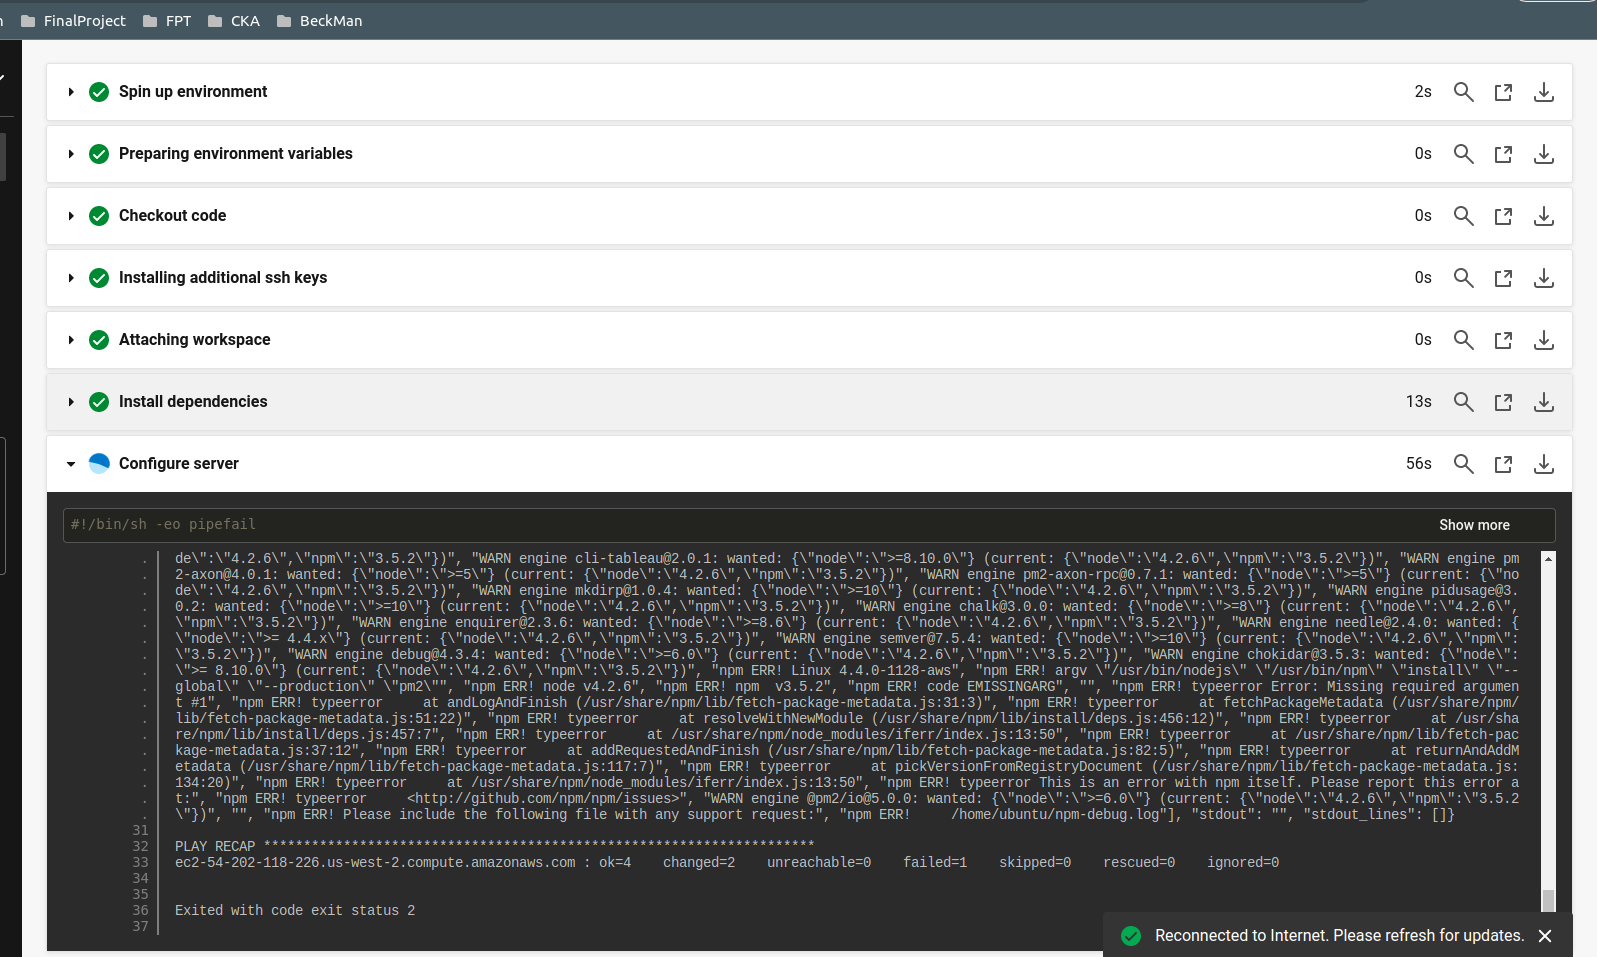 FinalProject FPT CKA BeckMan
Spin up environment 2s
Preparing environment variables 0s
Checkout code 0s
Installing additional ssh keys 0s
Attaching workspace 0s
Install dependencies 13s
Configure server 56s
#!/bin/sh -eo pipefail Show more
. de\":\"4.2.6\",\"npm\":\"3.5.2\"})", "WARN engine cli-tableau@2.0.1: wanted: {\"node\":\">=8.10.0\"} (current: {\"node\":\"4.2.6\",\"npm\":\"3.5.2\"})", "WARN engine pm
. 2-axon@4.0.1: wanted: {\"node\":\">=5\"} (current: {\"node\":\"4.2.6\",\"npm\":\"3.5.2\"})", "WARN engine pm2-axon-rpc@0.7.1: wanted: {\"node\":\">=5\"} (current: {\"no
. de\":\"4.2.6\",\"npm\":\"3.5.2\"})", "WARN engine mkdirp@1.0.4: wanted: {\"node\":\">=10\"} (current: {\"node\":\"4.2.6\",\"npm\":\"3.5.2\"})", "WARN engine pidusage@3.
. 0.2: wanted: {\"node\":\">=10\"} (current: {\"node\":\"4.2.6\",\"npm\":\"3.5.2\"})", "WARN engine chalk@3.0.0: wanted: {\"node\":\">=8\"} (current: {\"node\":\"4.2.6\",
. \"npm\":\"3.5.2\"})", "WARN engine enquirer@2.3.6: wanted: {\"node\":\">=8.6\"} (current: {\"node\":\"4.2.6\",\"npm\":\"3.5.2\"})", "WARN engine needle@2.4.0: wanted: {
. \"node\":\">= 4.4.x\"} (current: {\"node\":\"4.2.6\",\"npm\":\"3.5.2\"})", "WARN engine semver@7.5.4: wanted: {\"node\":\">=10\"} (current: {\"node\":\"4.2.6\",\"npm\":
. \"3.5.2\"})", "WARN engine debug@4.3.4: wanted: {\"node\":\">=6.0\"} (current: {\"node\":\"4.2.6\",\"npm\":\"3.5.2\"})", "WARN engine chokidar@3.5.3: wanted: {\"node\":
. \">= 8.10.0\"} (current: {\"node\":\"4.2.6\",\"npm\":\"3.5.2\"})", "npm ERR! Linux 4.4.0-1128-aws", "npm ERR! argv \"/usr/bin/nodejs\" \"/usr/bin/npm\" \"install\" \"--
. global\" \"--production\" \"pm2\"", "npm ERR! node v4.2.6", "npm ERR! npm  v3.5.2", "npm ERR! code EMISSINGARG", "", "npm ERR! typeerror Error: Missing required argumen
. t #1", "npm ERR! typeerror     at andLogAndFinish (/usr/share/npm/lib/fetch-package-metadata.js:31:3)", "npm ERR! typeerror     at fetchPackageMetadata (/usr/share/npm/
. lib/fetch-package-metadata.js:51:22)", "npm ERR! typeerror     at resolveWithNewModule (/usr/share/npm/lib/install/deps.js:456:12)", "npm ERR! typeerror     at /usr/sha
. re/npm/lib/install/deps.js:457:7", "npm ERR! typeerror     at /usr/share/npm/node_modules/iferr/index.js:13:50", "npm ERR! typeerror     at /usr/share/npm/lib/fetch-pac
. kage-metadata.js:37:12", "npm ERR! typeerror     at addRequestedAndFinish (/usr/share/npm/lib/fetch-package-metadata.js:82:5)", "npm ERR! typeerror     at returnAndAddM
. etadata (/usr/share/npm/lib/fetch-package-metadata.js:117:7)", "npm ERR! typeerror     at pickVersionFromRegistryDocument (/usr/share/npm/lib/fetch-package-metadata.js:
. 134:20)", "npm ERR! typeerror     at /usr/share/npm/node_modules/iferr/index.js:13:50", "npm ERR! typeerror This is an error with npm itself. Please report this error a
. t:", "npm ERR! typeerror     <http://github.com/npm/npm/issues>", "WARN engine @pm2/io@5.0.0: wanted: {\"node\":\">=6.0\"} (current: {\"node\":\"4.2.6\",\"npm\":\"3.5.2
. \"})", "", "npm ERR! Please include the following file with any support request:", "npm ERR!     /home/ubuntu/npm-debug.log"], "stdout": "", "stdout_lines": []}
31
32 PLAY RECAP *********************************************************************
33 ec2-54-202-118-226.us-west-2.compute.amazonaws.com : ok=4    changed=2    unreachable=0    failed=1    skipped=0    rescued=0    ignored=0
34
35
36 Exited with code exit status 2
37
Reconnected to Internet. Please refresh for updates.